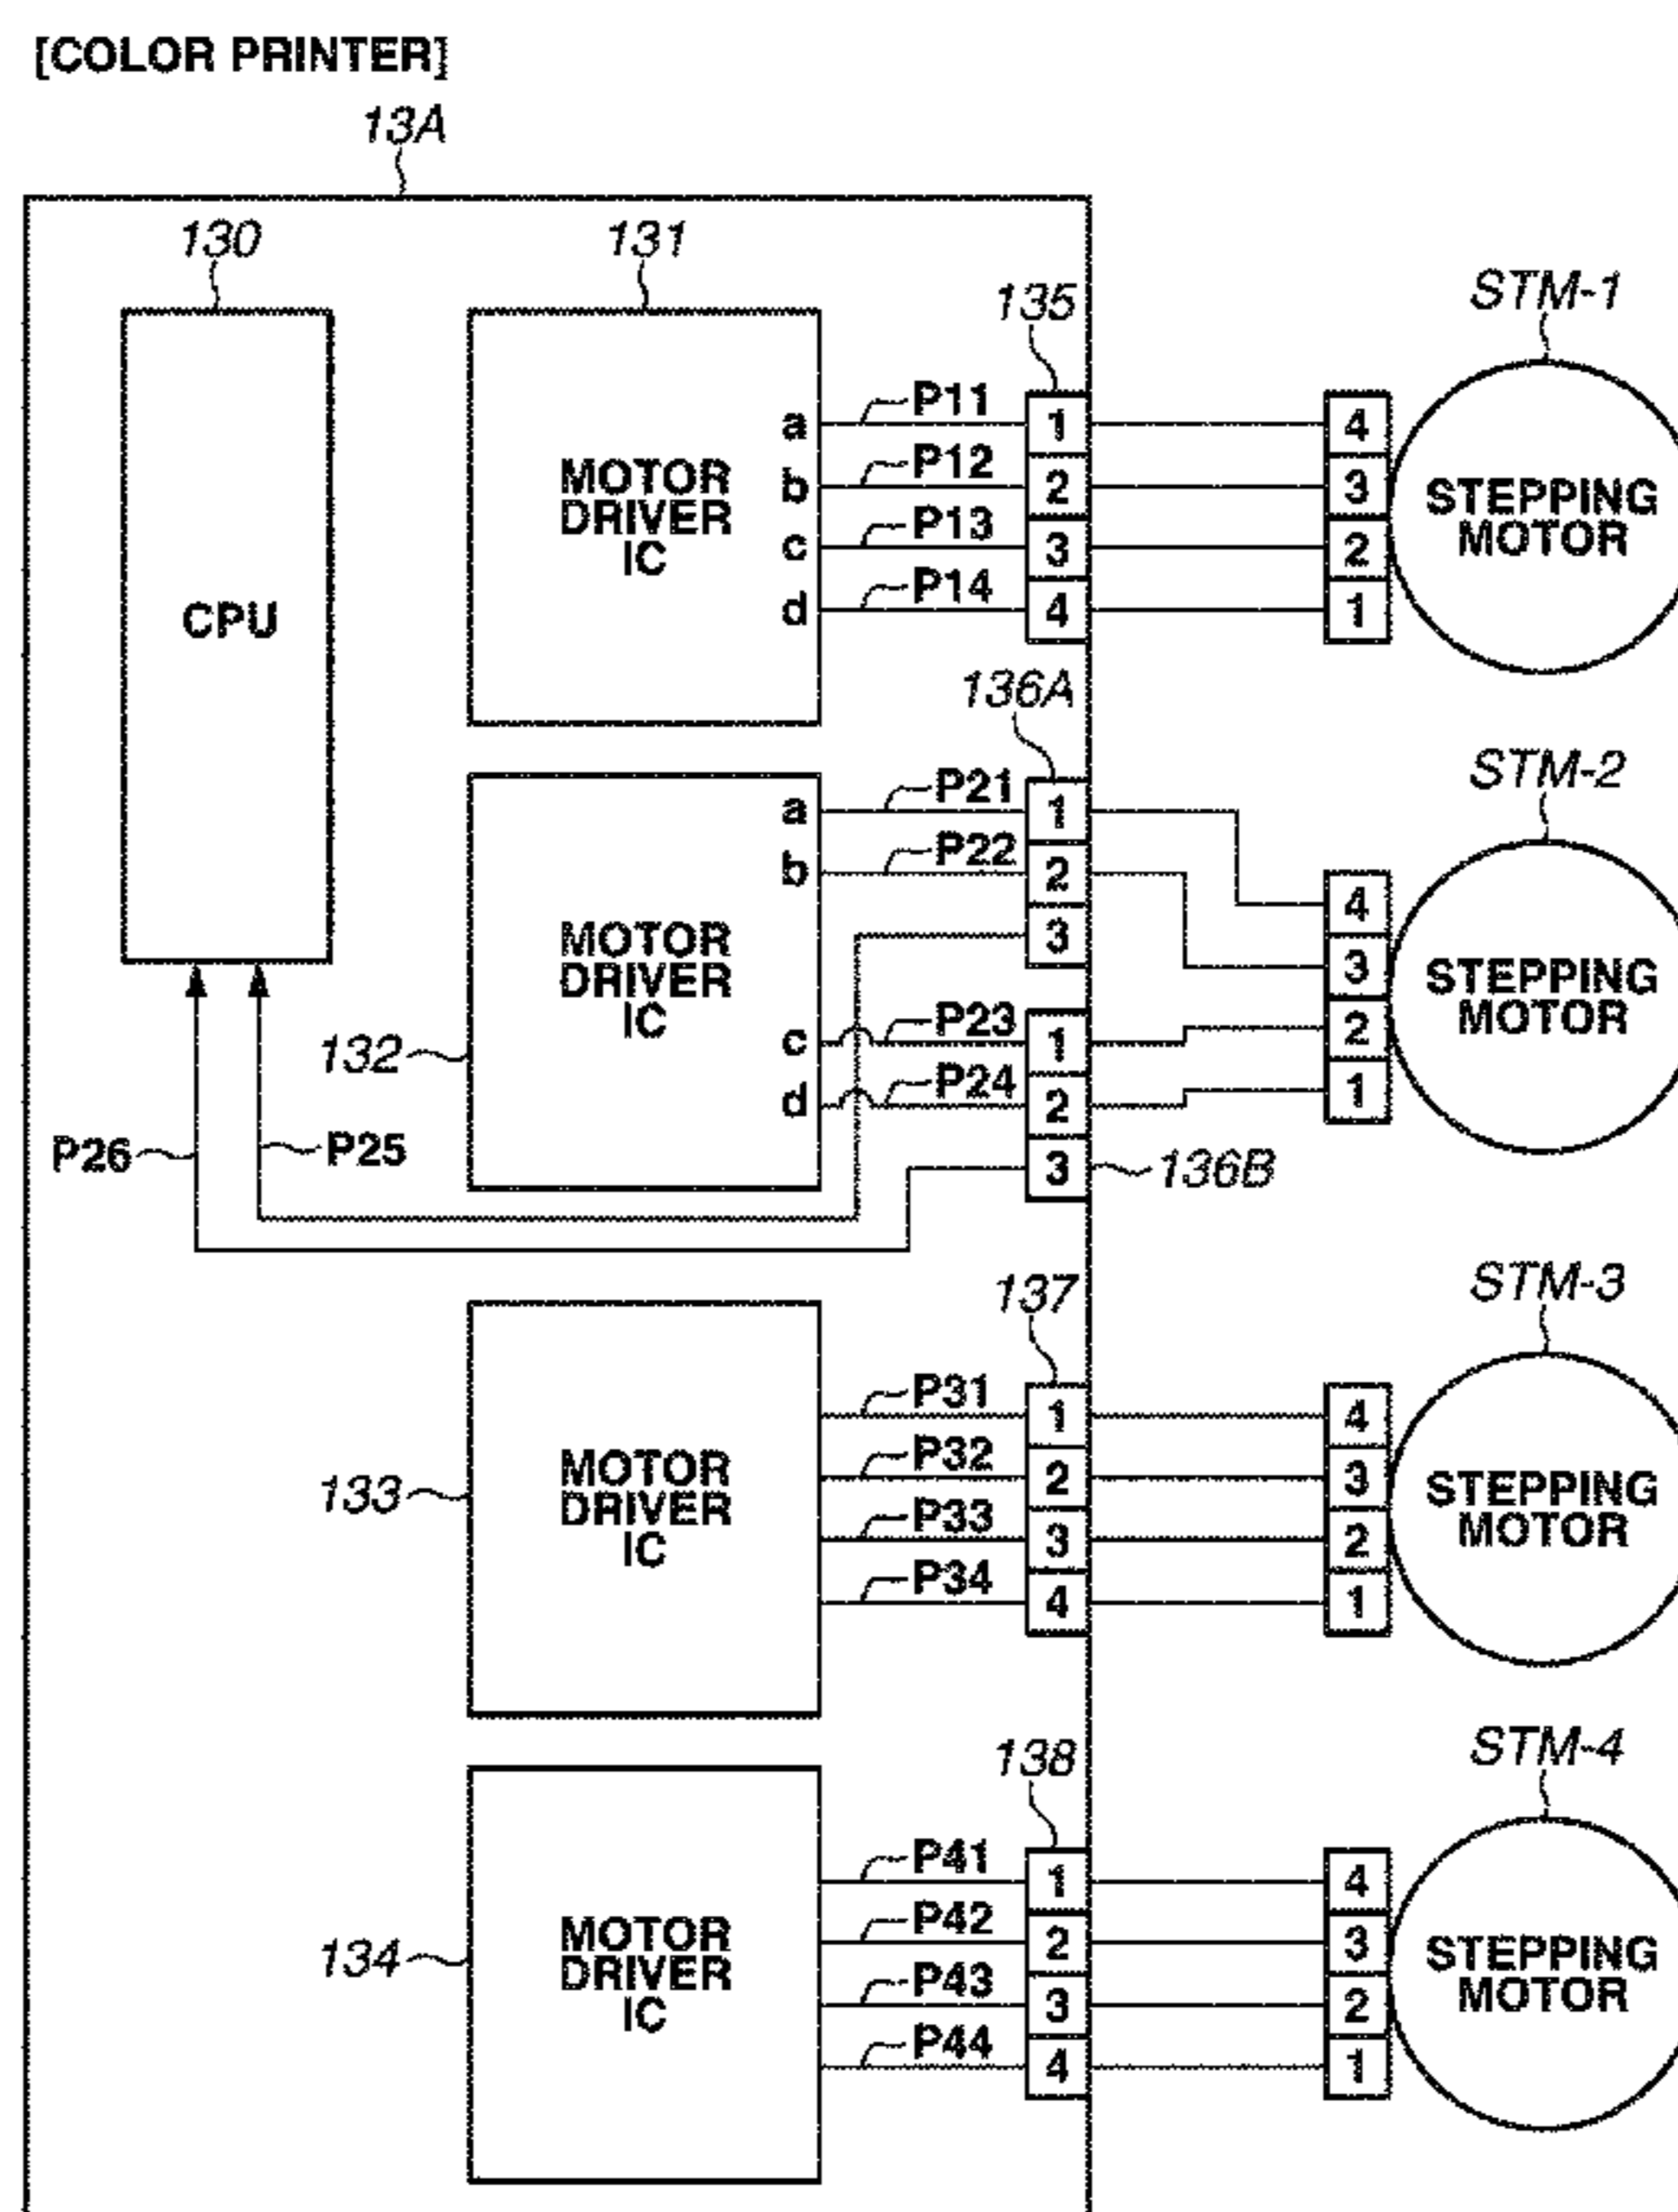 [COLOR PRINTER]
13A
130
131
135
STM-1
CPU
MOTOR
DRIVER
IC
a
b
c
d
P11
P12
P13
P14
1
2
3
4
4
3
2
1
STEPPING
MOTOR
136A
STM-2
132
MOTOR
DRIVER
IC
a
b
c
d
P21
P22
P23
P24
1
2
3
1
2
3
136B
4
3
2
1
STEPPING
MOTOR
P26
P25
137
STM-3
133
MOTOR
DRIVER
IC
P31
P32
P33
P34
1
2
3
4
4
3
2
1
STEPPING
MOTOR
138
STM-4
134
MOTOR
DRIVER
IC
P41
P42
P43
P44
1
2
3
4
4
3
2
1
STEPPING
MOTOR